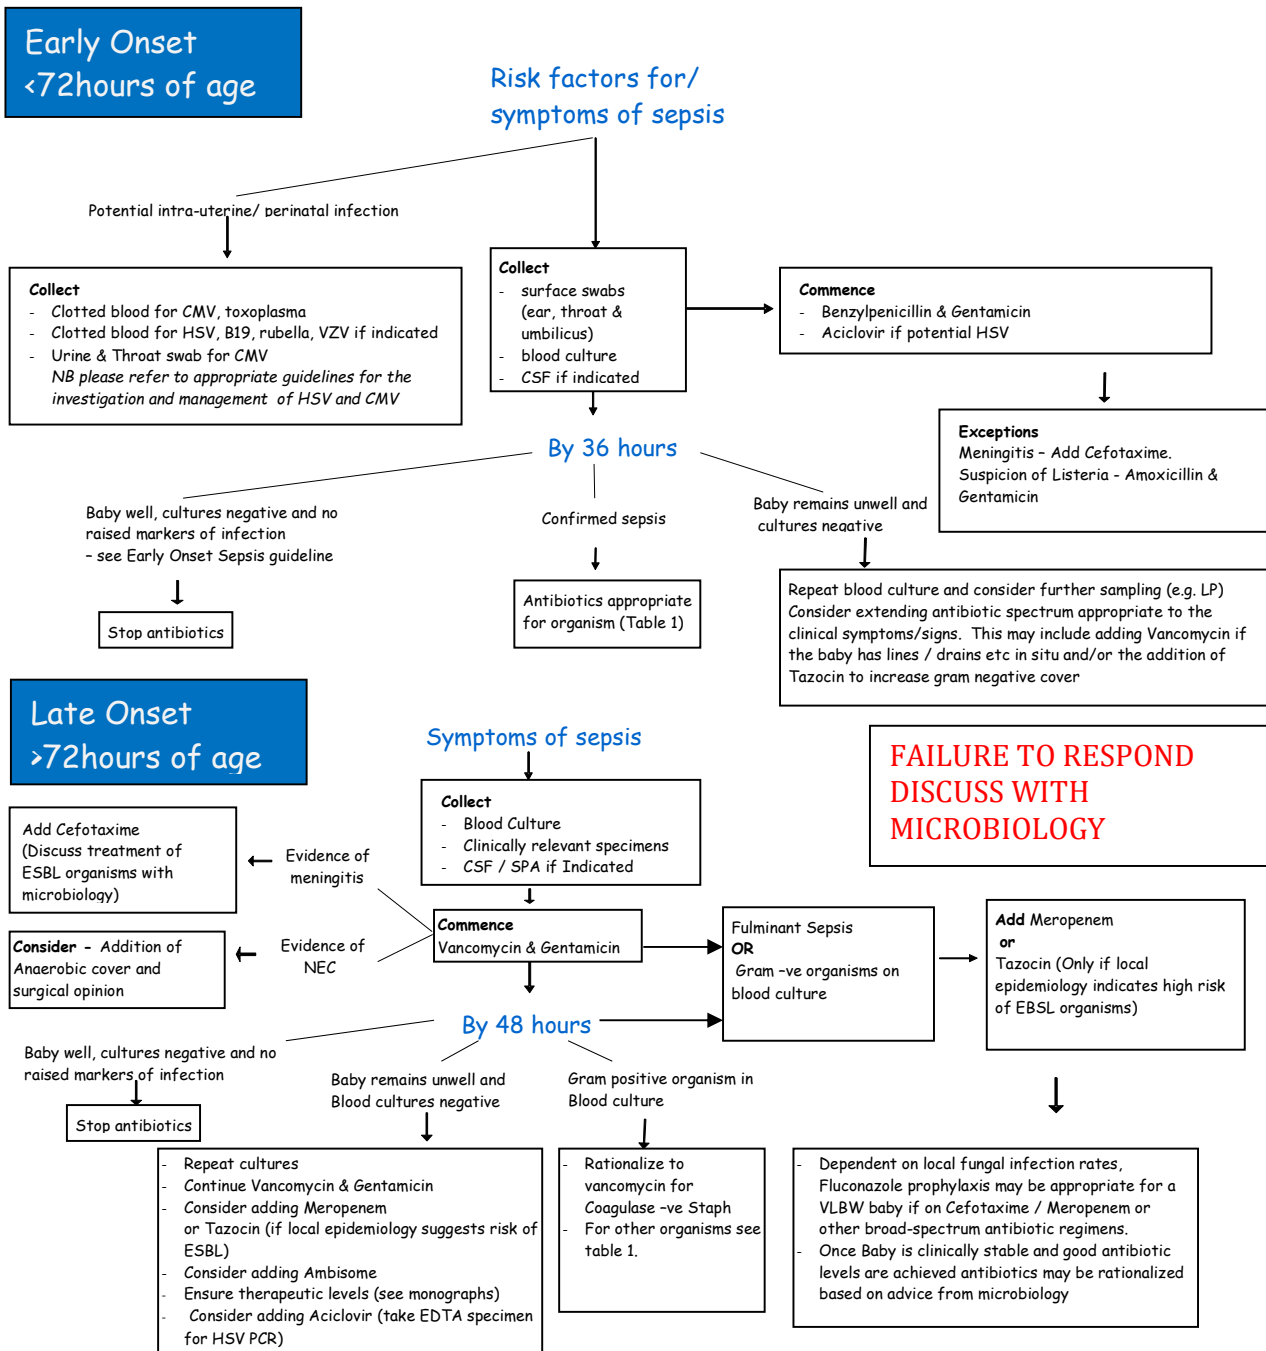 Early Onset
<72hours of age
Risk factors for/
symptoms of sepsis
Potential intra-uterine/ perinatal infection
Collect
- Clotted blood for CMV, toxoplasma
- Clotted blood for HSV, B19, rubella, VZV if indicated
- Urine & Throat swab for CMV
NB please refer to appropriate guidelines for the
investigation and management of HSV and CMV
Collect
- surface swabs
(ear, throat &
umbilicus)
- blood culture
- CSF if indicated
Commence
- Benzylpenicillin & Gentamicin
- Aciclovir if potential HSV
Exceptions
Meningitis – Add Cefotaxime.
Suspicion of Listeria - Amoxicillin &
Gentamicin
By 36 hours
Baby well, cultures negative and no
raised markers of infection
– see Early Onset Sepsis guideline
Confirmed sepsis
Baby remains unwell and
cultures negative
Stop antibiotics
Antibiotics appropriate
for organism (Table 1)
Repeat blood culture and consider further sampling (e.g. LP)
Consider extending antibiotic spectrum appropriate to the
clinical symptoms/signs. This may include adding Vancomycin if
the baby has lines / drains etc in situ and/or the addition of
Tazocin to increase gram negative cover
Late Onset
>72hours of age
Symptoms of sepsis
FAILURE TO RESPOND
DISCUSS WITH
MICROBIOLOGY
Collect
- Blood Culture
- Clinically relevant specimens
- CSF / SPA if Indicated
Add Cefotaxime
(Discuss treatment of
ESBL organisms with
microbiology)
Evidence of
meningitis
Commence
Vancomycin & Gentamicin
Fulminant Sepsis
OR
Gram –ve organisms on
blood culture
Add Meropenem
or
Tazocin (Only if local
epidemiology indicates high risk
of EBSL organisms)
Consider – Addition of
Anaerobic cover and
surgical opinion
Evidence of
NEC
By 48 hours
Baby well, cultures negative and no
raised markers of infection
Baby remains unwell and
Blood cultures negative
Gram positive organism in
Blood culture
Stop antibiotics
- Repeat cultures
- Continue Vancomycin & Gentamicin
- Consider adding Meropenem
or Tazocin (if local epidemiology suggests risk of
ESBL)
- Consider adding Ambisome
- Ensure therapeutic levels (see monographs)
- Consider adding Aciclovir (take EDTA specimen
for HSV PCR)
- Rationalize to
vancomycin for
Coagulase –ve Staph
- For other organisms see
table 1.
- Dependent on local fungal infection rates,
Fluconazole prophylaxis may be appropriate for a
VLBW baby if on Cefotaxime / Meropenem or
other broad-spectrum antibiotic regimens.
- Once Baby is clinically stable and good antibiotic
levels are achieved antibiotics may be rationalized
based on advice from microbiology